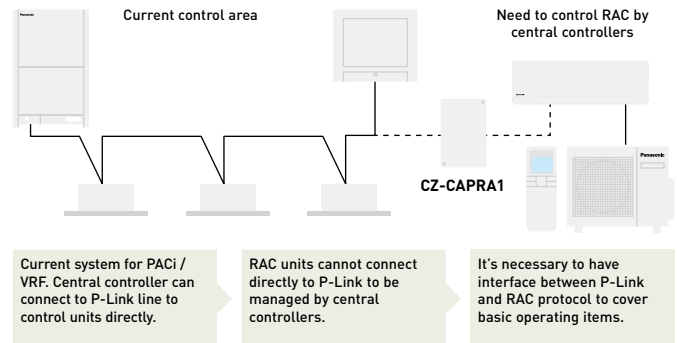 Panasonic
Current control area
Need to control RAC by
central controllers
CZ-CAPRA1
Panasonic
Current system for PACi /
VRF. Central controller can
connect to P-Link line to
control units directly.
RAC units cannot connect
directly to P-Link to be
managed by central
controllers.
It's necessary to have
interface between P-Link
and RAC protocol to cover
basic operating items.